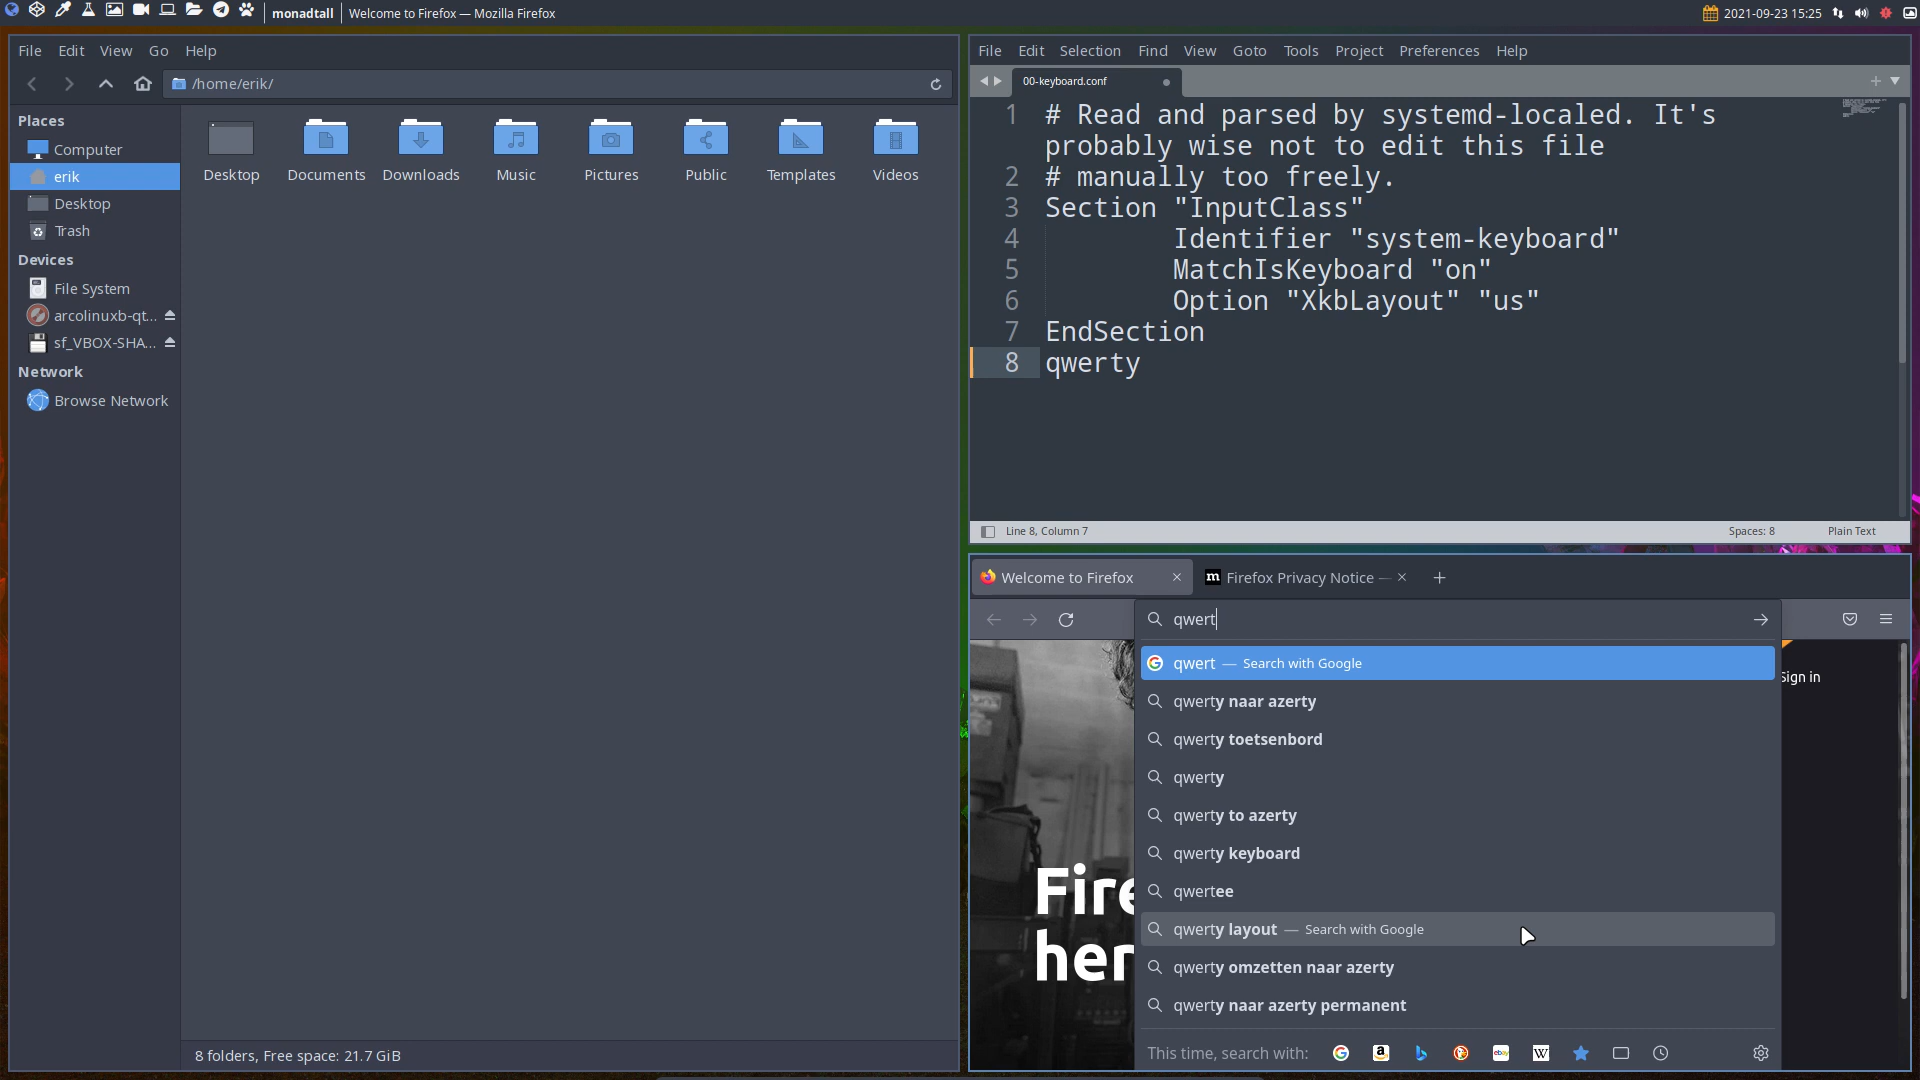 monadtall
Welcome to Firefox — Mozilla Firefox
2021-09-23 15:25
File Edit View Go Help
/home/erik/
Places
Computer
erik
Desktop
Trash
Devices
File System
arcolinuxb-qt...
sf_VBOX-SHA...
Network
Browse Network
Desktop Documents Downloads Music Pictures Public Templates Videos
8 folders, Free space: 21.7 GiB
File Edit Selection Find View Goto Tools Project Preferences Help
00-keyboard.conf
1 # Read and parsed by systemd-localed. It's
probably wise not to edit this file
2 # manually too freely.
3 Section "InputClass"
4 Identifier "system-keyboard"
5 MatchIsKeyboard "on"
6 Option "XkbLayout" "us"
7 EndSection
8 qwerty
Line 8, Column 7
Spaces: 8
Plain Text
Welcome to Firefox
Firefox Privacy Notice —
qwert
qwert — Search with Google
qwerty naar azerty
qwerty toetsenbord
qwerty
qwerty to azerty
qwerty keyboard
qwertee
qwerty layout — Search with Google
qwerty omzetten naar azerty
qwerty naar azerty permanent
This time, search with:
Sign in
Fire
her